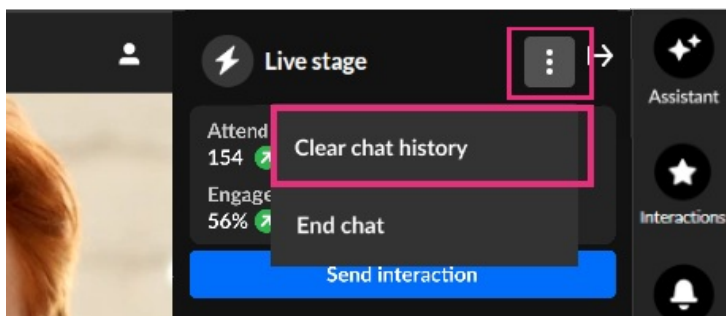 Live stage
Assistant
Attend
154
Clear chat history
Engage
56%
End chat
Interactions
Send interaction